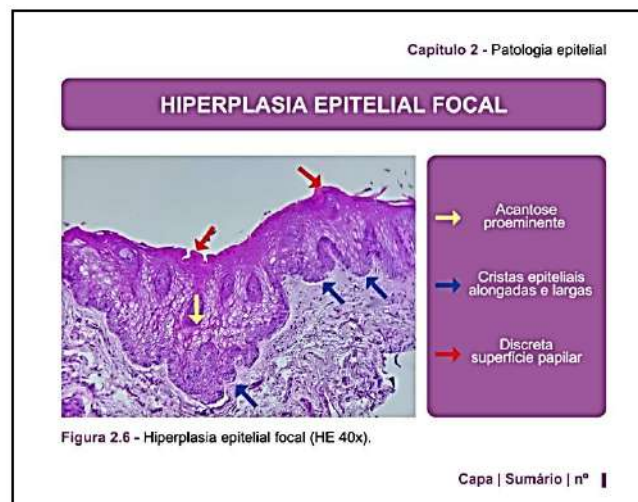 Capítulo 2 - Patologia epitelial
HIPERPLASIA EPITELIAL FOCAL
Acantose
proeminente
Cristas epiteliais
alongadas e largas
Discreta
superfície papilar
Figura 2.6 - Hiperplasia epitelial focal (HE 40x).
Capa | Sumário | nº